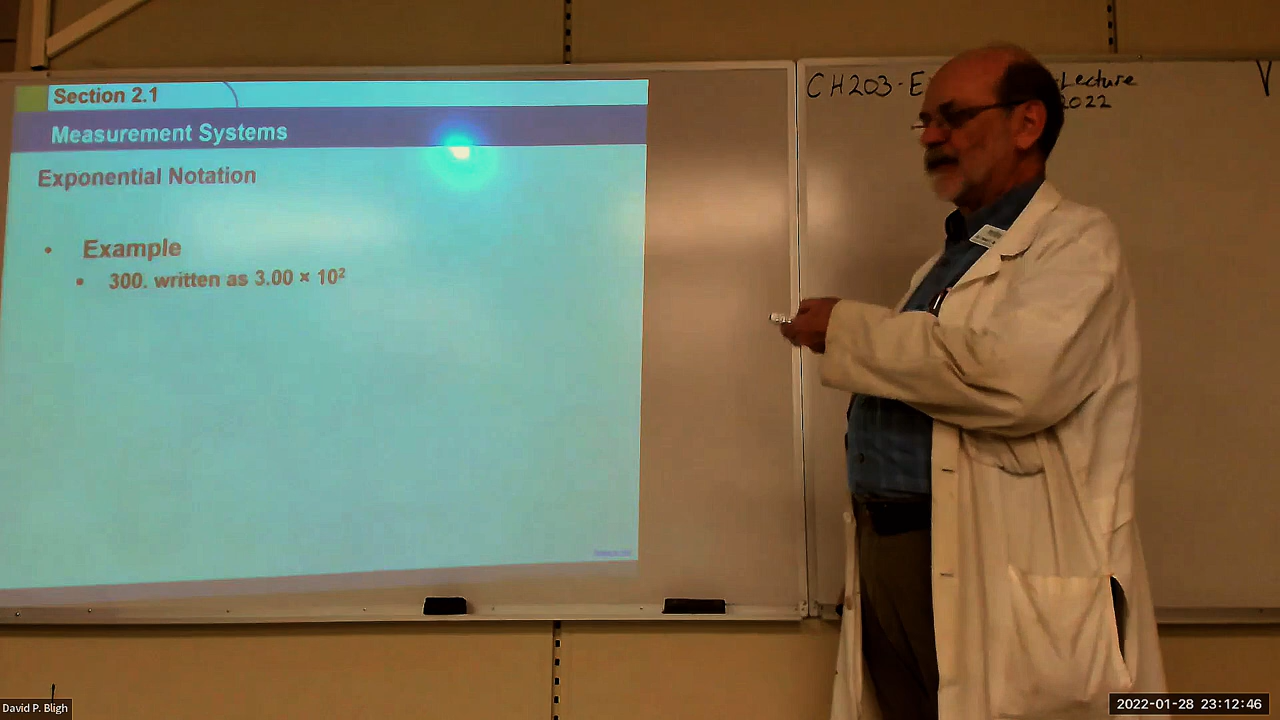 Section 2.1
Measurement Systems
Exponential Notation
• Example
• 300. written as 3.00 × 10²
CH203-E
Lecture
2022
David P. Bligh
2022-01-28 23:12:46